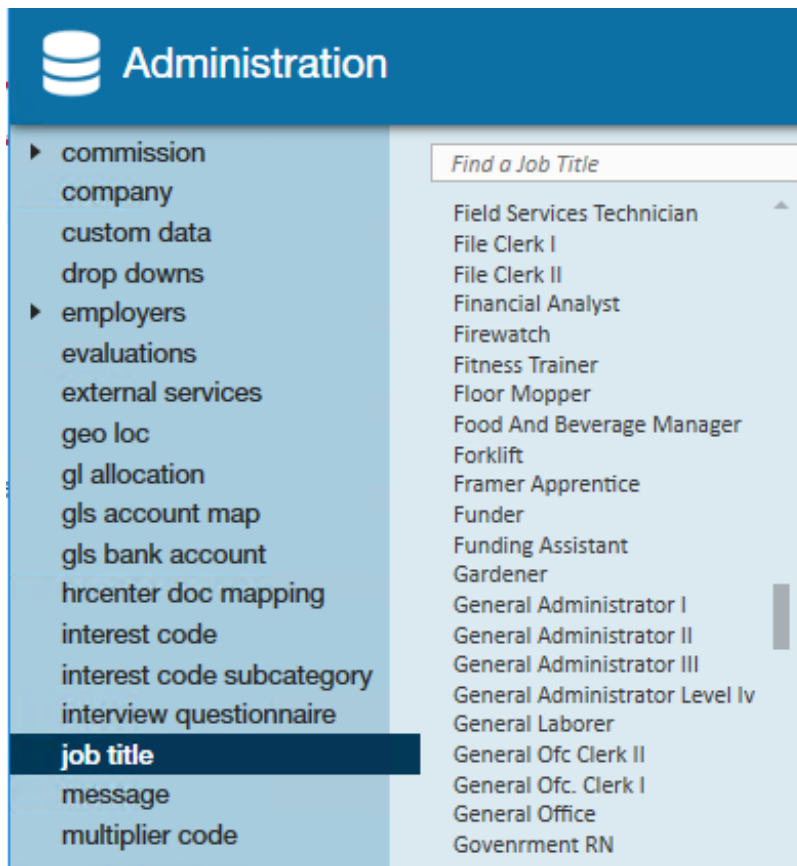 Administration
commission
company
custom data
drop downs
employers
evaluations
external services
geo loc
gl allocation
gls account map
gls bank account
hrcenter doc mapping
interest code
interest code subcategory
interview questionnaire
job title
message
multiplier code
Find a Job Title
Field Services Technician
File Clerk I
File Clerk II
Financial Analyst
Firewatch
Fitness Trainer
Floor Mopper
Food And Beverage Manager
Forklift
Framer Apprentice
Funder
Funding Assistant
Gardener
General Administrator I
General Administrator II
General Administrator III
General Administrator Level Iv
General Laborer
General Ofc Clerk II
General Ofc. Clerk I
General Office
Govenrment RN